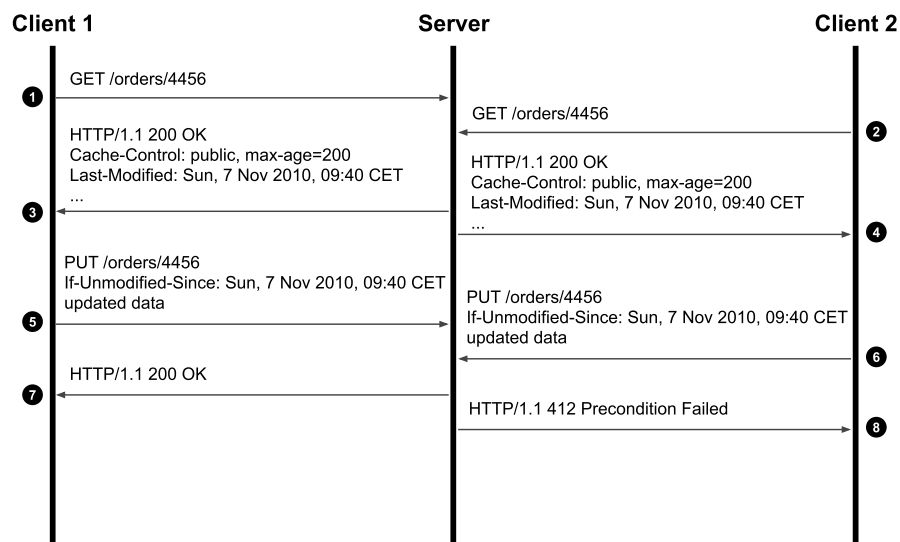 Client 1
Server
Client 2
GET /orders/4456
1
GET /orders/4456
2
HTTP/1.1 200 OK
Cache-Control: public, max-age=200
Last-Modified: Sun, 7 Nov 2010, 09:40 CET
...
3
HTTP/1.1 200 OK
Cache-Control: public, max-age=200
Last-Modified: Sun, 7 Nov 2010, 09:40 CET
...
4
PUT /orders/4456
If-Unmodified-Since: Sun, 7 Nov 2010, 09:40 CET
updated data
5
PUT /orders/4456
If-Unmodified-Since: Sun, 7 Nov 2010, 09:40 CET
updated data
6
HTTP/1.1 200 OK
7
HTTP/1.1 412 Precondition Failed
8